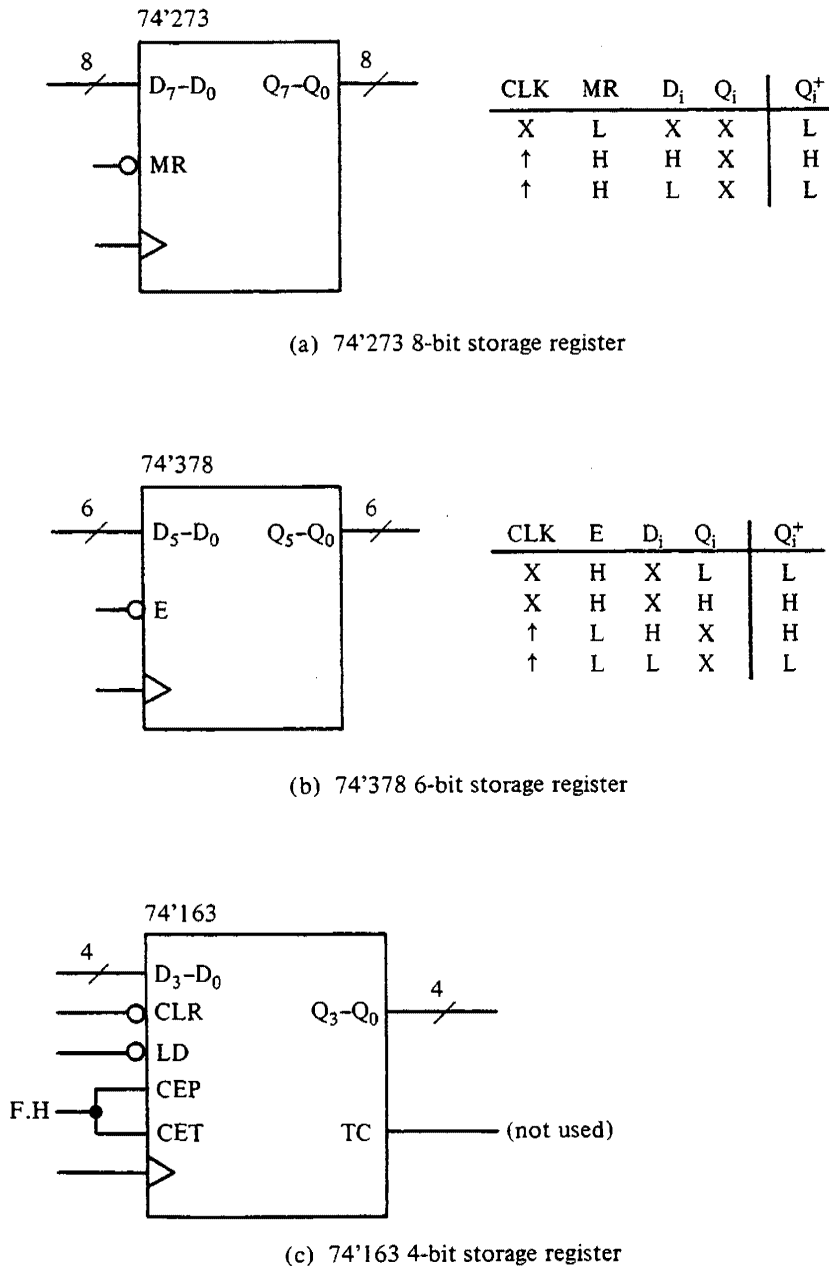 74'273
8
D7–D0
Q7–Q0
8
MR
CLK MR Di Qi Qi+
X L X X L
↑ H H X H
↑ H L X L
(a) 74'273 8-bit storage register
74'378
6
D5–D0
Q5–Q0
6
E
CLK E Di Qi Qi+
X H X L L
X H X H H
↑ L H X H
↑ L L X L
(b) 74'378 6-bit storage register
74'163
4
D3–D0
CLR
Q3–Q0
4
LD
CEP
F.H
CET
TC
(not used)
(c) 74'163 4-bit storage register